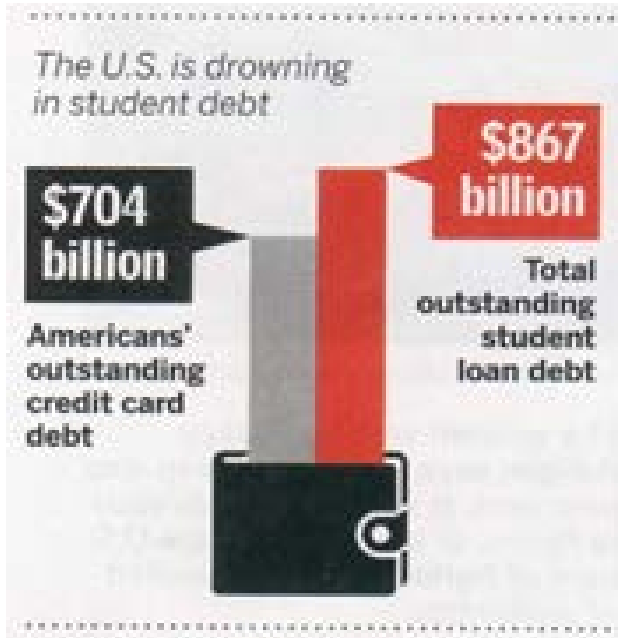 The U.S. is drowning
in student debt
$704
billion
Americans'
outstanding
credit card
debt
$867
billion
Total
outstanding
student
loan debt